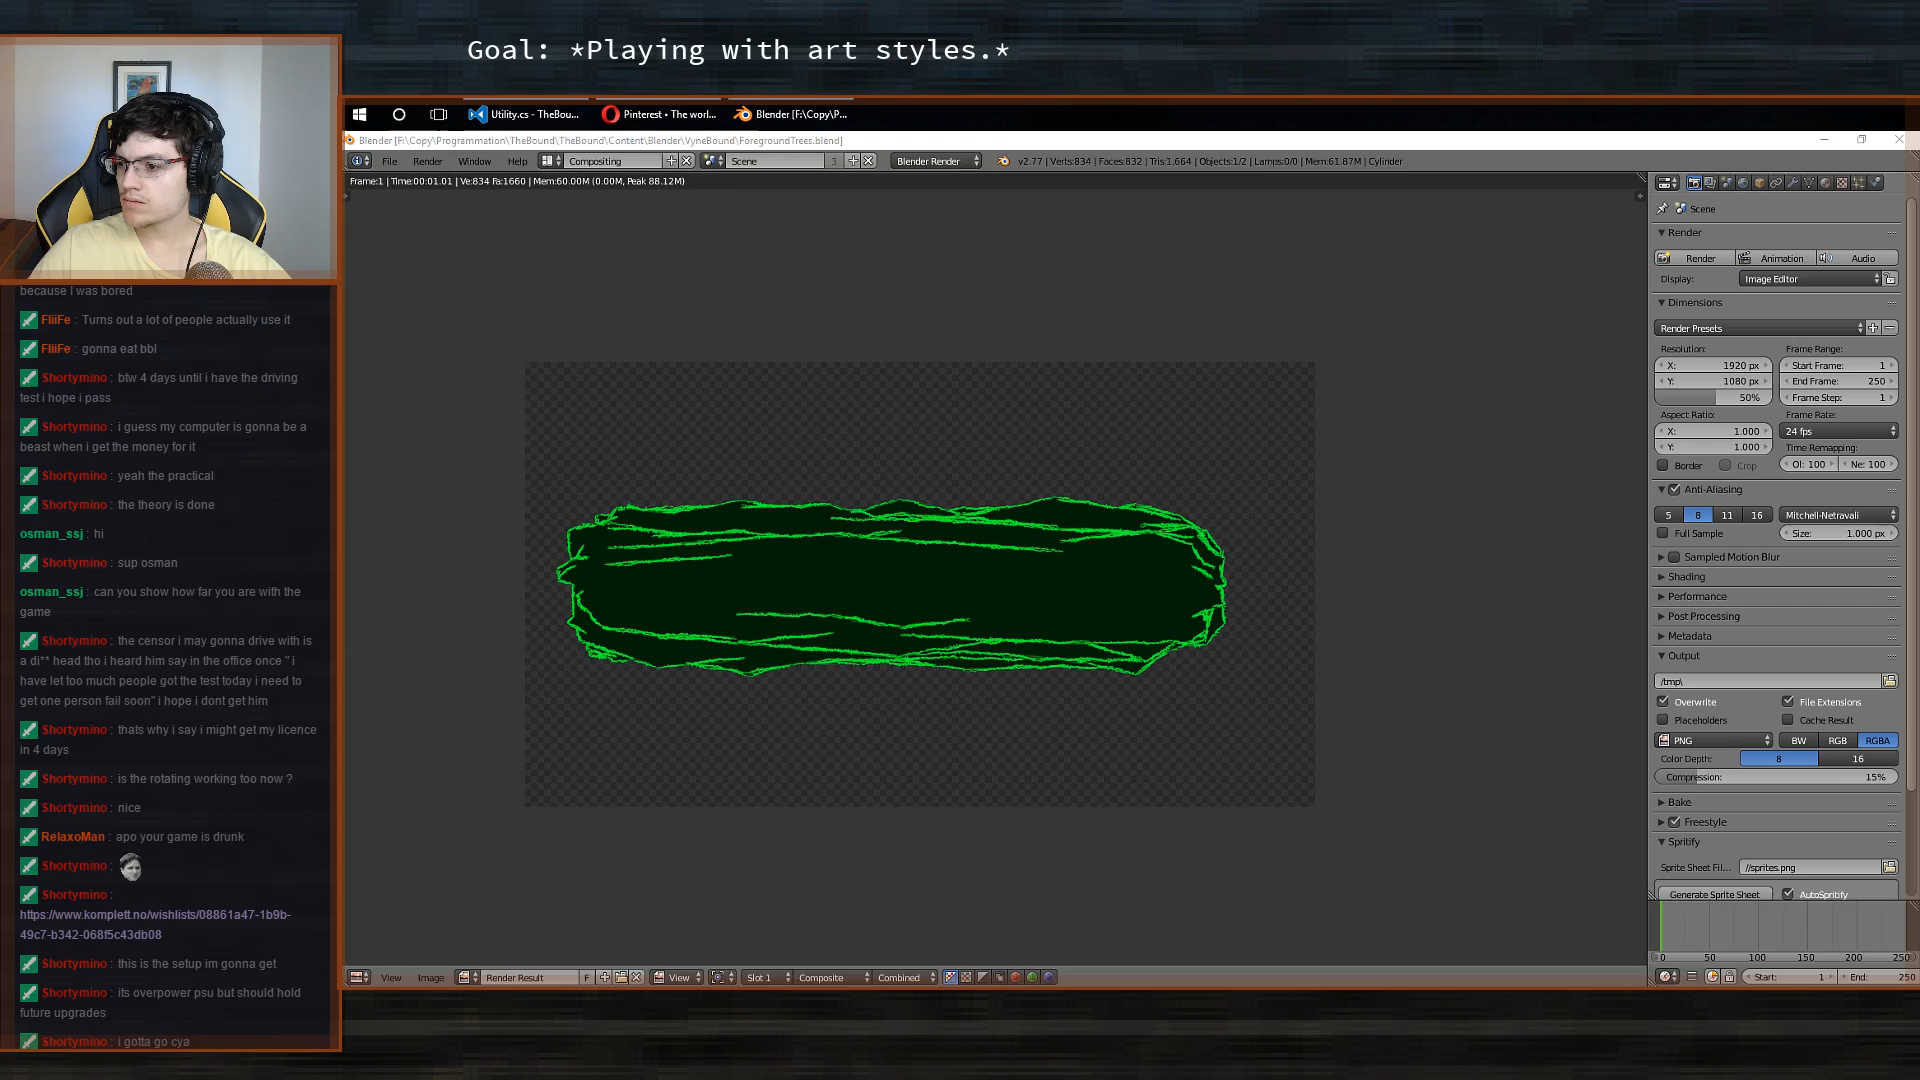 Goal: *Playing with art styles.*
Utility.cs - TheBou...
Pinterest • The worl...
Blender [F:\Copy\P...
Blender [F:\Copy\Programmation\TheBound\TheBound\Content\Blender\VyneBound\ForegroundTrees.blend]
File Render Window Help Compositing Scene 3 Blender Render v2.77 | Verts:834 | Faces:832 | Tris:1,664 | Objects:1/2 | Lamps:0/0 | Mem:61.87M | Cylinder
Frame:1 | Time:00:01.01 | Ve:834 Fa:1660 | Mem:60.00M (0.00M, Peak 88.12M)
because I was bored
FliiFe : Turns out a lot of people actually use it
FliiFe : gonna eat bbl
Shortymino : btw 4 days until i have the driving
test i hope i pass
Shortymino : i guess my computer is gonna be a
beast when i get the money for it
Shortymino : yeah the practical
Shortymino : the theory is done
osman_ssj : hi
Shortymino : sup osman
osman_ssj : can you show how far you are with the
game
Shortymino : the censor i may gonna drive with is
a di** head tho i heard him say in the office once " i
have let too much people got the test today i need to
get one person fail soon" i hope i dont get him
Shortymino : thats why i say i might get my licence
in 4 days
Shortymino : is the rotating working too now ?
Shortymino : nice
RelaxoMan : apo your game is drunk
Shortymino :
Shortymino :
https://www.komplett.no/wishlists/08861a47-1b9b-
49c7-b342-068f5c43db08
Shortymino : this is the setup im gonna get
Shortymino : its overpower psu but should hold
future upgrades
Shortymino : i gotta go cya
Scene
Render
Render Animation Audio
Display: Image Editor
Dimensions
Render Presets
Resolution: Frame Range:
X: 1920 px Start Frame: 1
Y: 1080 px End Frame: 250
50% Frame Step: 1
Aspect Ratio: Frame Rate:
X: 1.000 24 fps
Y: 1.000 Time Remapping:
Border Crop Ol: 100 Ne: 100
Anti-Aliasing
5 8 11 16 Mitchell-Netravali
Full Sample Size: 1.000 px
Sampled Motion Blur
Shading
Performance
Post Processing
Metadata
Output
/tmp\
Overwrite File Extensions
Placeholders Cache Result
PNG BW RGB RGBA
Color Depth: 8 16
Compression: 15%
Bake
Freestyle
Spritify
Sprite Sheet Fil... //sprites.png
Generate Sprite Sheet AutoSpritify
0 50 100 150 200 250
Start: 1 End: 250
View Image Render Result F View Slot 1 Composite Combined